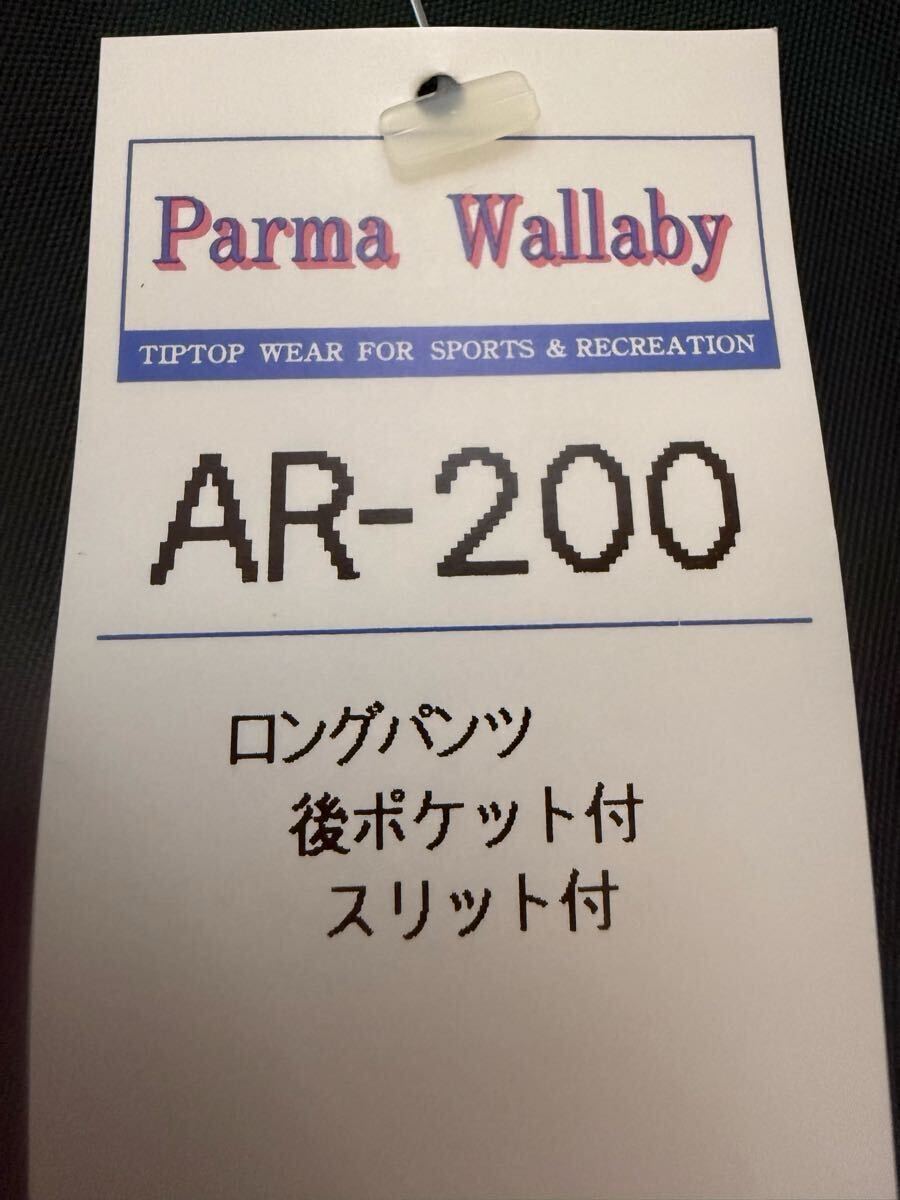 Parma Wallaby
TIPTOP WEAR FOR SPORTS & RECREATION
AR-200
ロングパンツ
後ポケット付
スリット付